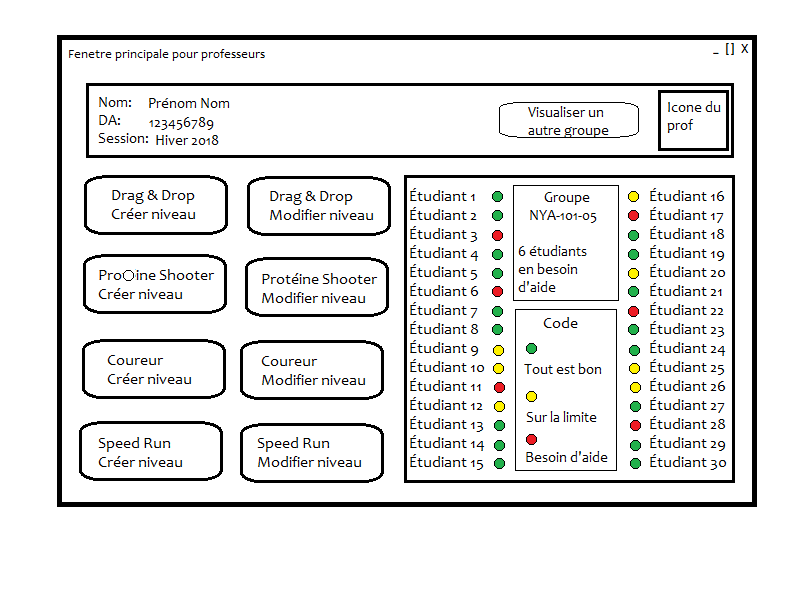 Fenetre principale pour professeurs
_ [] X
Nom: Prénom Nom
DA: 123456789
Session: Hiver 2018
Visualiser un
autre groupe
Icone du
prof
Drag & Drop
Créer niveau
Drag & Drop
Modifier niveau
Pro ine Shooter
Créer niveau
Protéine Shooter
Modifier niveau
Coureur
Créer niveau
Coureur
Modifier niveau
Speed Run
Créer niveau
Speed Run
Modifier niveau
Étudiant 1
Étudiant 2
Étudiant 3
Étudiant 4
Étudiant 5
Étudiant 6
Étudiant 7
Étudiant 8
Étudiant 9
Étudiant 10
Étudiant 11
Étudiant 12
Étudiant 13
Étudiant 14
Étudiant 15
Groupe
NYA-101-05
6 étudiants
en besoin
d'aide
Code
Tout est bon
Sur la limite
Besoin d'aide
Étudiant 16
Étudiant 17
Étudiant 18
Étudiant 19
Étudiant 20
Étudiant 21
Étudiant 22
Étudiant 23
Étudiant 24
Étudiant 25
Étudiant 26
Étudiant 27
Étudiant 28
Étudiant 29
Étudiant 30